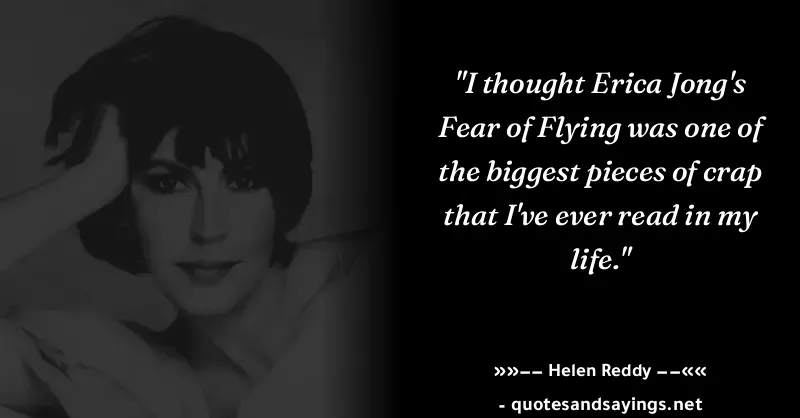 "I thought Erica Jong's
Fear of Flying was one of
the biggest pieces of crap
that I've ever read in my
life."
»»−− Helen Reddy −−««
- quotesandsayings.net